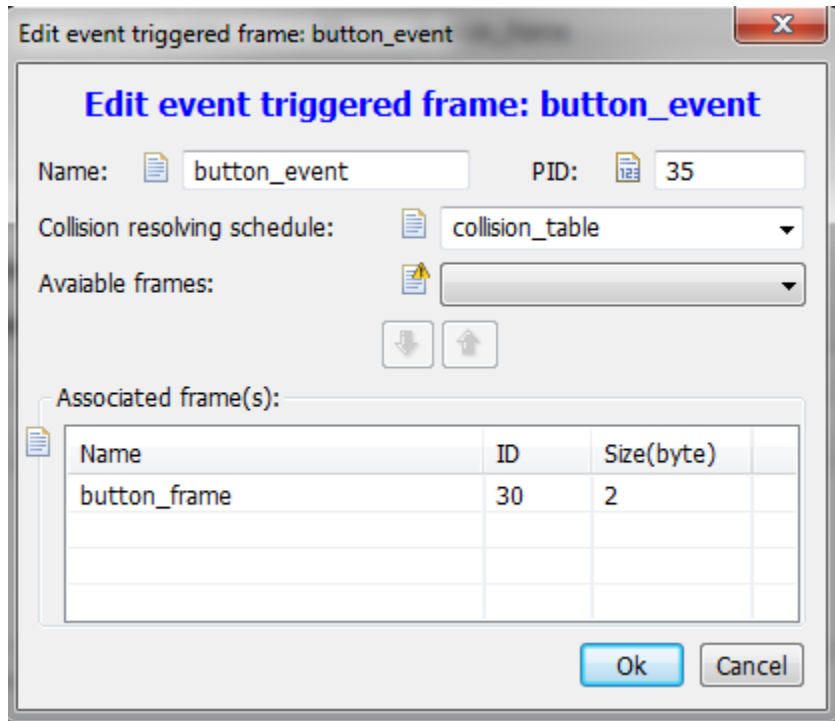 Edit event triggered frame: button_event
Edit event triggered frame: button_event
Name: button_event PID: 123 35
Collision resolving schedule: collision_table
Avaiable frames:
Associated frame(s):
Name ID Size(byte)
button_frame 30 2
Ok Cancel